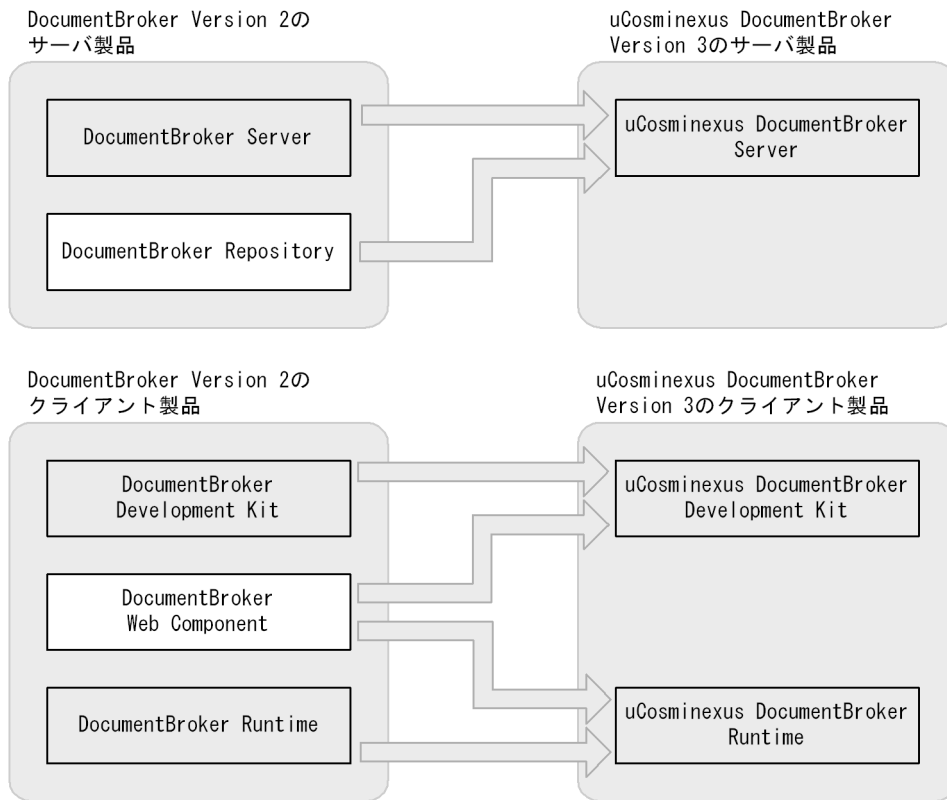 DocumentBroker Version 2の
サーバ製品
uCosminexus DocumentBroker
Version 3のサーバ製品
DocumentBroker Server
uCosminexus DocumentBroker
Server
DocumentBroker Repository
DocumentBroker Version 2の
クライアント製品
uCosminexus DocumentBroker
Version 3のクライアント製品
DocumentBroker
Development Kit
uCosminexus DocumentBroker
Development Kit
DocumentBroker
Web Component
DocumentBroker Runtime
uCosminexus DocumentBroker
Runtime